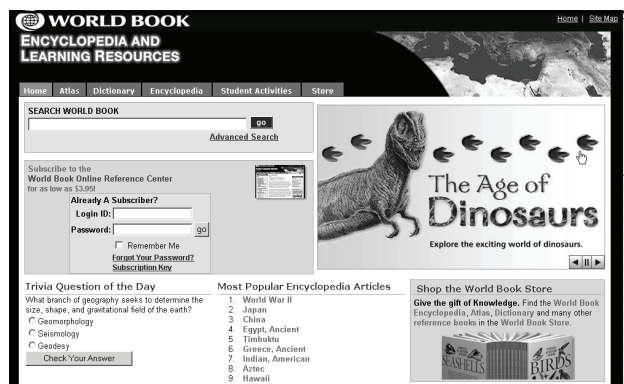 WORLD BOOK
Home | Site Map
ENCYCLOPEDIA AND
LEARNING RESOURCES
Home Atlas Dictionary Encyclopedia Student Activities Store
SEARCH WORLD BOOK
go
Advanced Search
Subscribe to the
World Book Online Reference Center
for as low as $3.95!
Already A Subscriber?
Login ID:
Password: go
Remember Me
Forgot Your Password?
Subscription Key
The Age of
Dinosaurs
Explore the exciting world of dinosaurs.
Trivia Question of the Day
What branch of geography seeks to determine the
size, shape, and gravitational field of the earth?
Geomorphology
Seismology
Geodesy
Check Your Answer
Most Popular Encyclopedia Articles
1. World War II
2. Japan
3. China
4. Egypt, Ancient
5. Timbuktu
6. Greece, Ancient
7. Indian, American
8. Aztec
9. Hawaii
Shop the World Book Store
Give the gift of Knowledge. Find the World Book
Encyclopedia, Atlas, Dictionary and many other
reference books in the World Book Store.
SEASHELLS
BIRDS